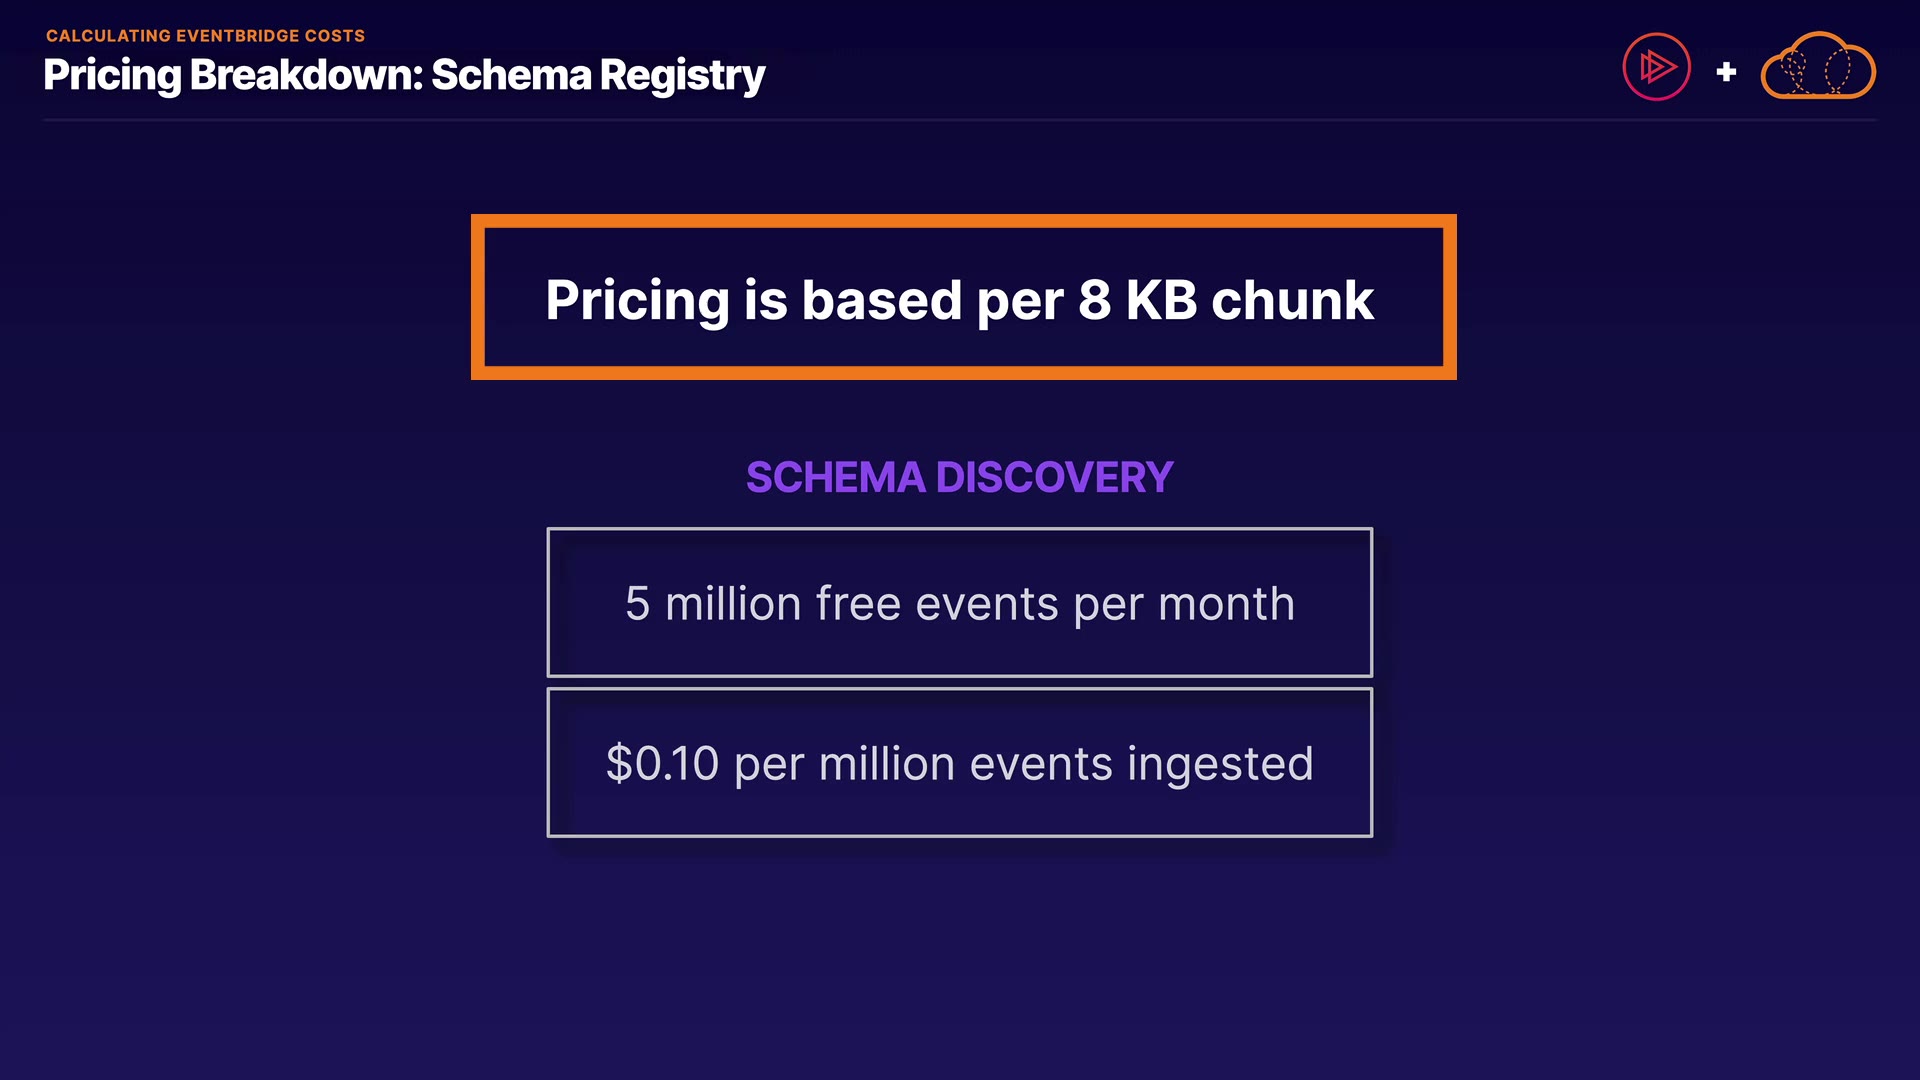 CALCULATING EVENTBRIDGE COSTS
Pricing Breakdown: Schema Registry
+
Pricing is based per 8 KB chunk
SCHEMA DISCOVERY
5 million free events per month
$0.10 per million events ingested